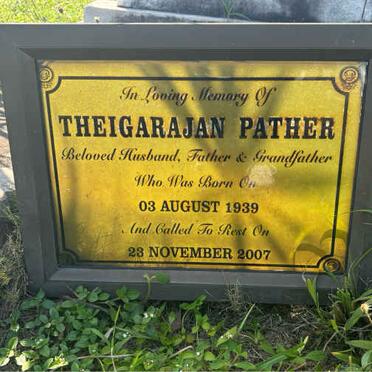 In Loving Memory Of
THEIGARAJAN PATHER
Beloved Husband, Father & Grandfather
Who Was Born On
03 AUGUST 1939
And Called To Rest On
23 NOVEMBER 2007